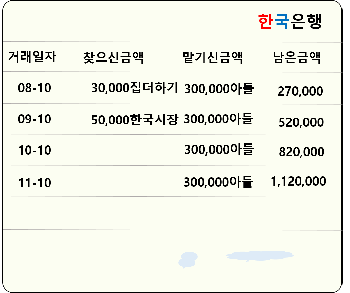 한국은행
거래일자 찾으신금액 맡기신금액 남은금액
08-10 30,000집더하기 300,000아들 270,000
09-10 50,000한국시장 300,000아들 520,000
10-10 300,000아들 820,000
11-10 300,000아들 1,120,000